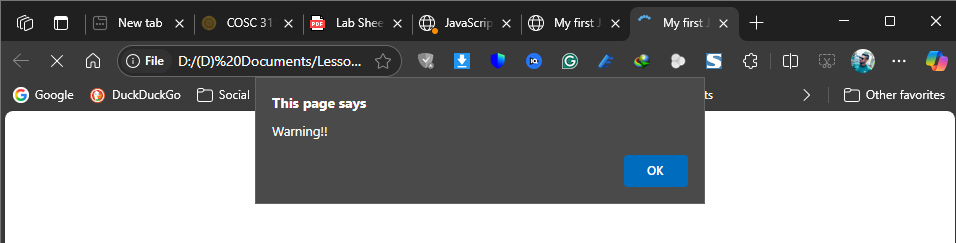 New tab
COSC 31
Lab Shee
JavaScrip
My first J
My first J
File
D:/(D)%20Documents/Lesso...
Google
DuckDuckGo
Social
ts
Other favorites
This page says
Warning!!
OK